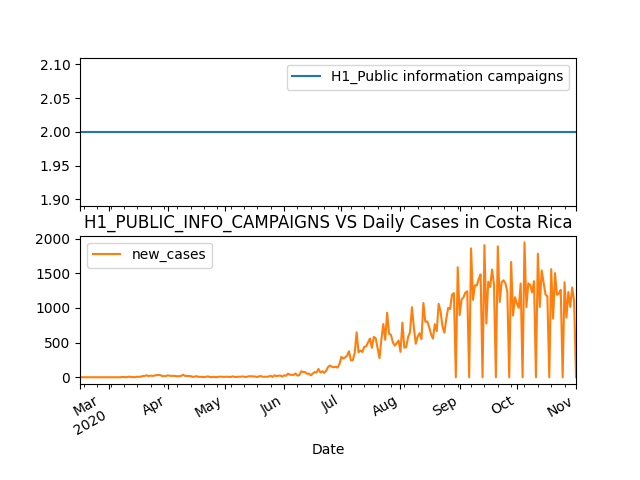 2.10
2.05
2.00
1.95
1.90
H1_Public information campaigns
H1_PUBLIC_INFO_CAMPAIGNS VS Daily Cases in Costa Rica
2000
1500
1000
500
0
new_cases
Mar
2020
Apr
May
Jun
Jul
Aug
Sep
Oct
Nov
Date